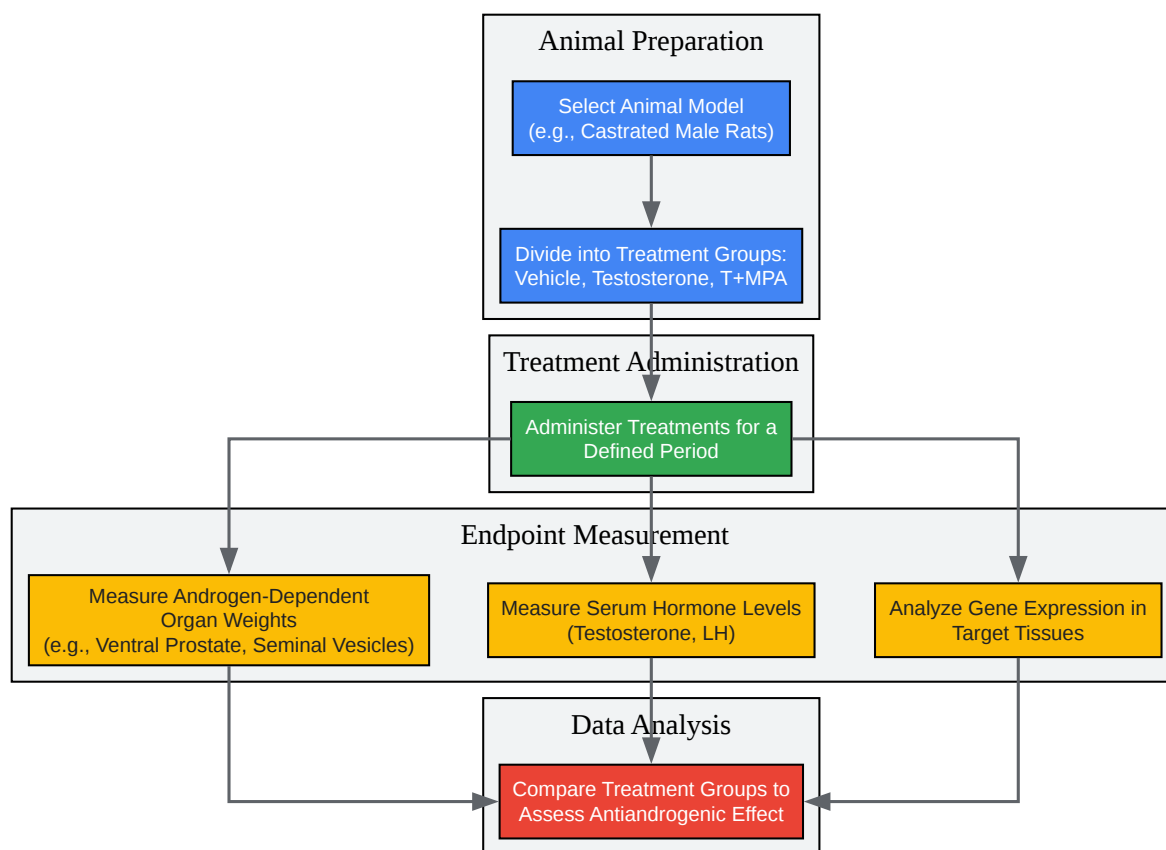 Animal Preparation
Select Animal Model
(e.g., Castrated Male Rats)
Divide into Treatment Groups:
Vehicle, Testosterone, T+MPA
Treatment Administration
Administer Treatments for a
Defined Period
Endpoint Measurement
Measure Androgen-Dependent
Organ Weights
(e.g., Ventral Prostate, Seminal Vesicles)
Measure Serum Hormone Levels
(Testosterone, LH)
Analyze Gene Expression in
Target Tissues
Data Analysis
Compare Treatment Groups to
Assess Antiandrogenic Effect